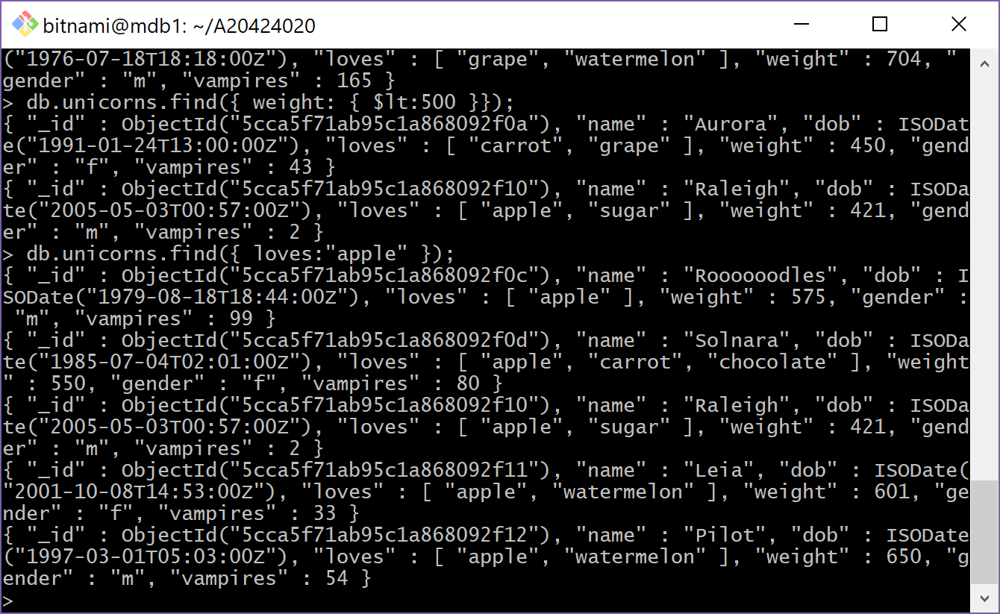 bitnami@mdb1: ~/A20424020
("1976-07-18T18:18:00Z"), "loves" : [ "grape", "watermelon" ], "weight" : 704, "
gender" : "m", "vampires" : 165 }
> db.unicorns.find({ weight: { $lt:500 }});
{ "_id" : ObjectId("5cca5f71ab95c1a868092f0a"), "name" : "Aurora", "dob" : ISODat
e("1991-01-24T13:00:00Z"), "loves" : [ "carrot", "grape" ], "weight" : 450, "gend
er" : "f", "vampires" : 43 }
{ "_id" : ObjectId("5cca5f71ab95c1a868092f10"), "name" : "Raleigh", "dob" : ISODa
te("2005-05-03T00:57:00Z"), "loves" : [ "apple", "sugar" ], "weight" : 421, "gend
er" : "m", "vampires" : 2 }
> db.unicorns.find({ loves:"apple" });
{ "_id" : ObjectId("5cca5f71ab95c1a868092f0c"), "name" : "Roooooodles", "dob" : I
SODate("1979-08-18T18:44:00Z"), "loves" : [ "apple" ], "weight" : 575, "gender" :
 "m", "vampires" : 99 }
{ "_id" : ObjectId("5cca5f71ab95c1a868092f0d"), "name" : "Solnara", "dob" : ISODa
te("1985-07-04T02:01:00Z"), "loves" : [ "apple", "carrot", "chocolate" ], "weight
" : 550, "gender" : "f", "vampires" : 80 }
{ "_id" : ObjectId("5cca5f71ab95c1a868092f10"), "name" : "Raleigh", "dob" : ISODa
te("2005-05-03T00:57:00Z"), "loves" : [ "apple", "sugar" ], "weight" : 421, "gend
er" : "m", "vampires" : 2 }
{ "_id" : ObjectId("5cca5f71ab95c1a868092f11"), "name" : "Leia", "dob" : ISODate(
"2001-10-08T14:53:00Z"), "loves" : [ "apple", "watermelon" ], "weight" : 601, "ge
nder" : "f", "vampires" : 33 }
{ "_id" : ObjectId("5cca5f71ab95c1a868092f12"), "name" : "Pilot", "dob" : ISODate
("1997-03-01T05:03:00Z"), "loves" : [ "apple", "watermelon" ], "weight" : 650, "g
ender" : "m", "vampires" : 54 }
>